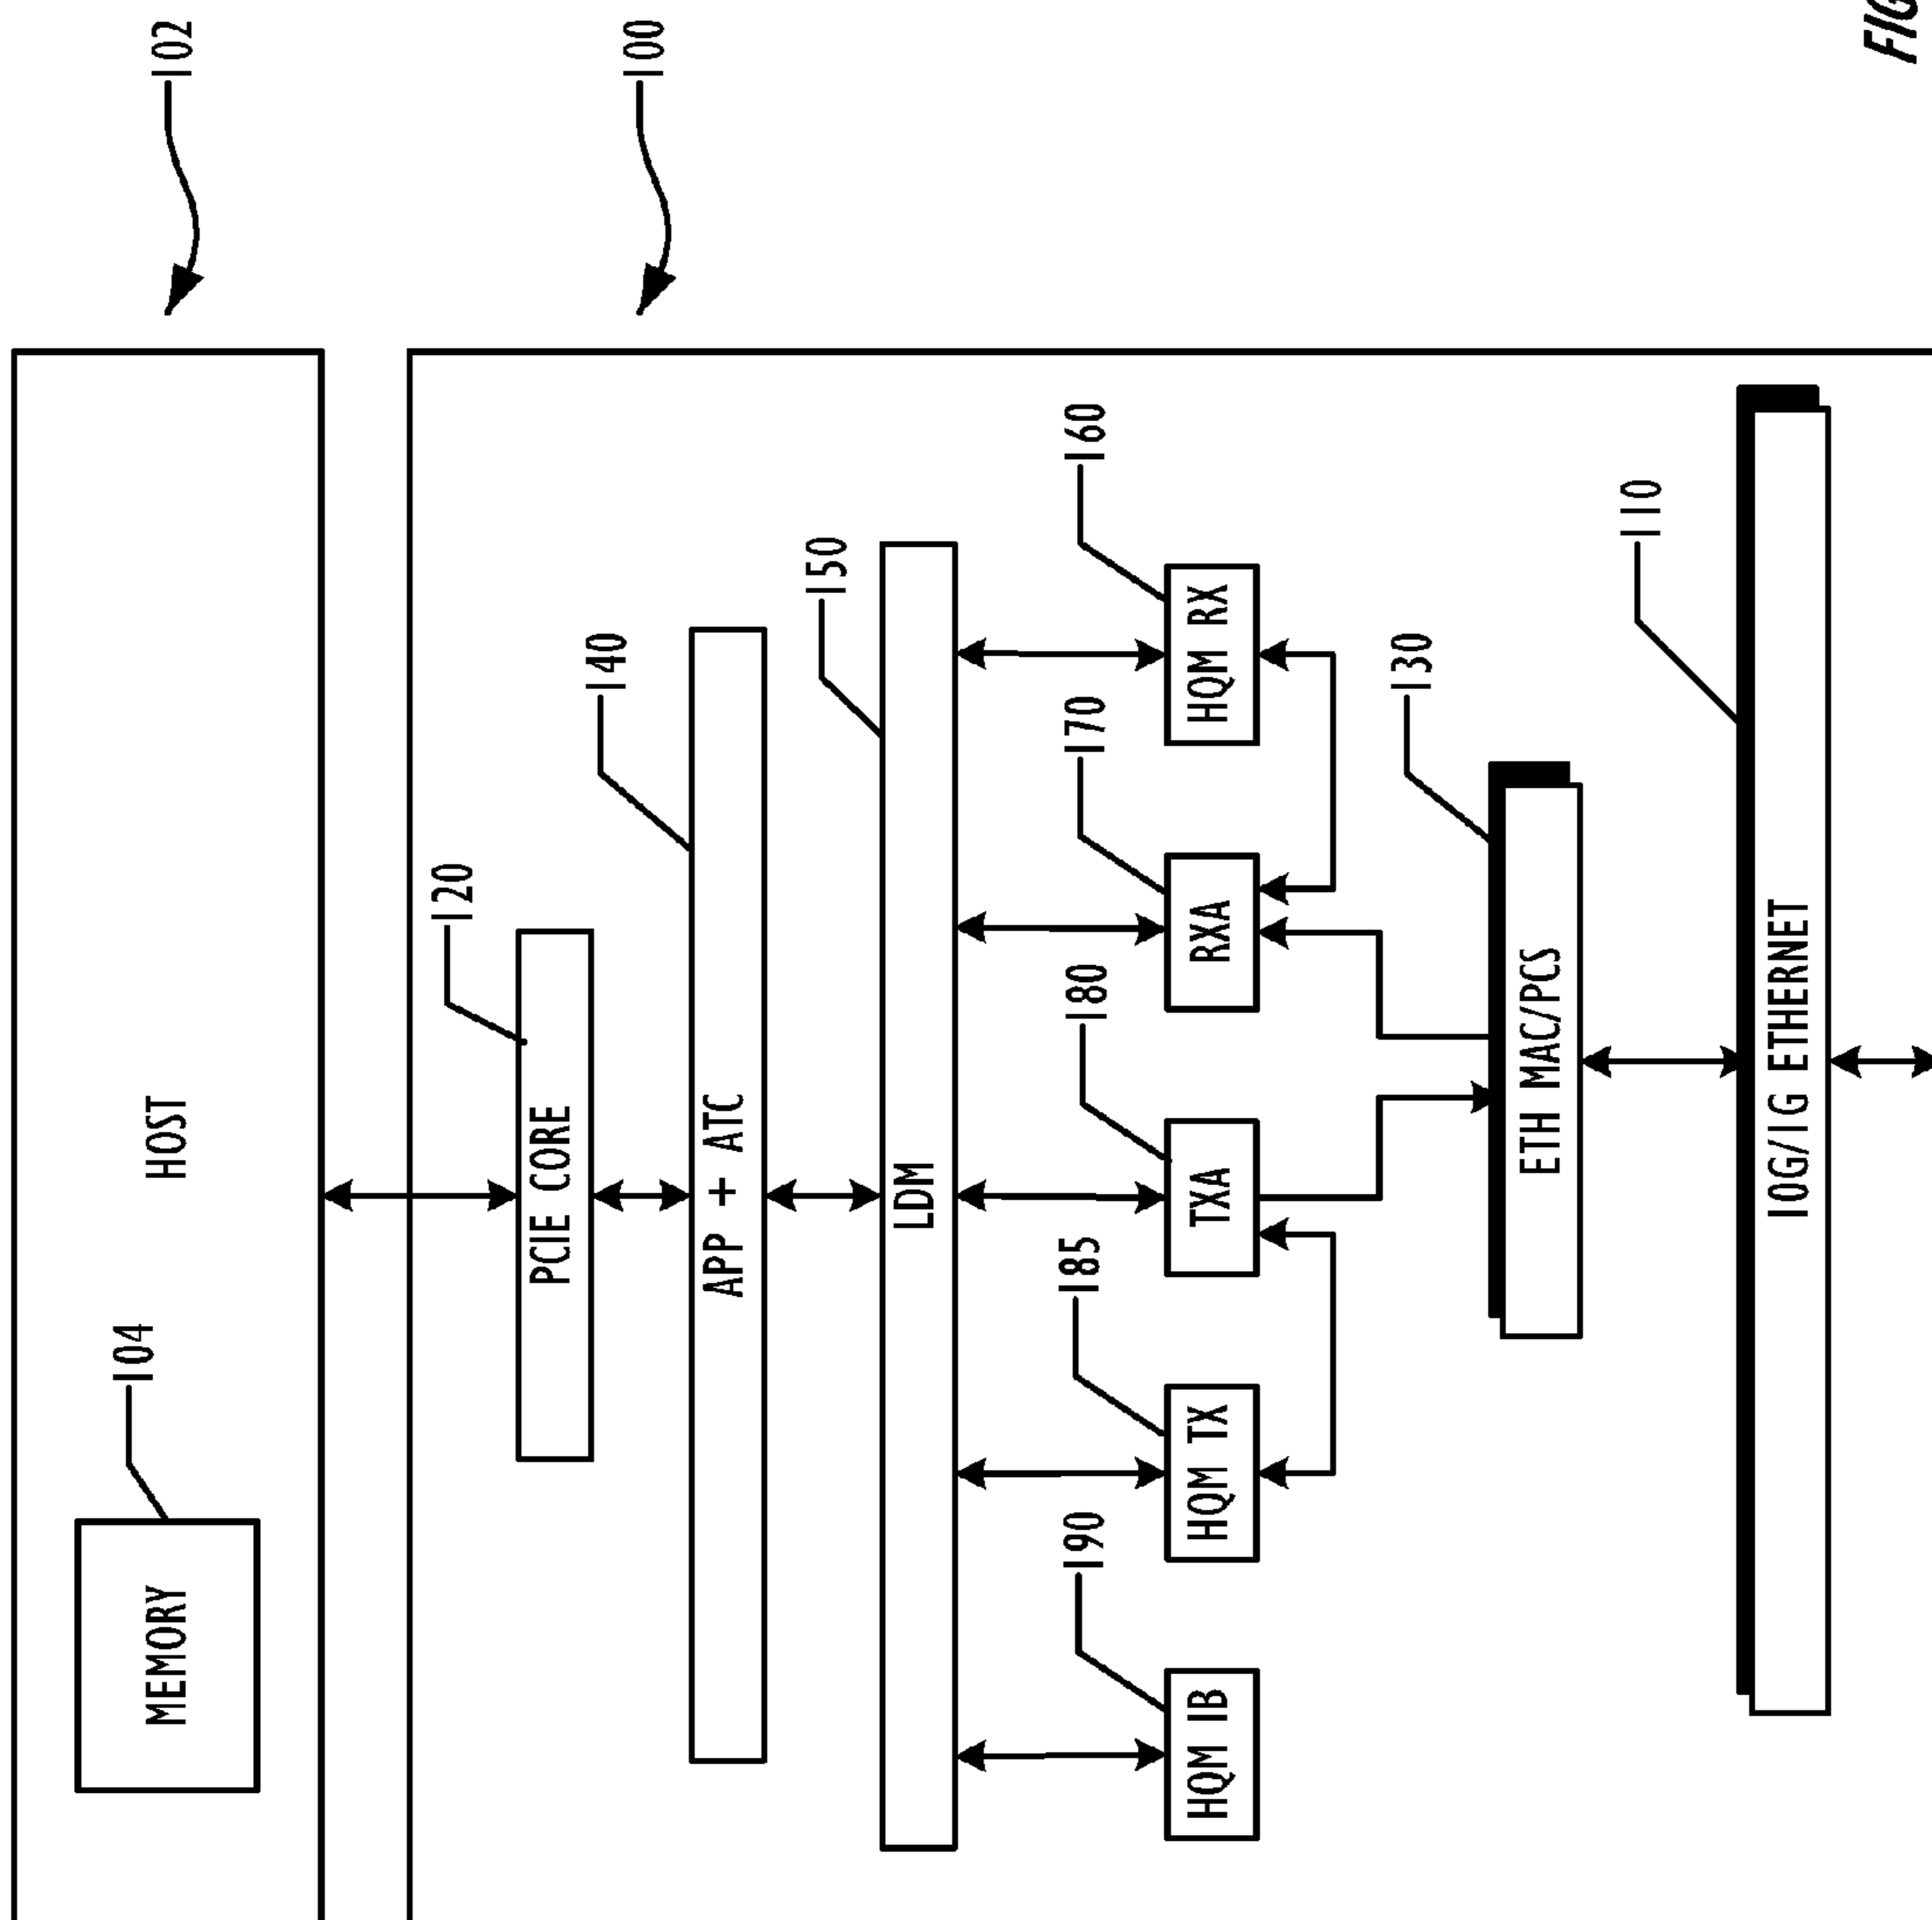 104
MEMORY
HOST
102
120
PCIE CORE
100
140
APP + ATC
150
LDM
190
185
180
170
160
HQM IB
HQM TX
TXA
RXA
HQM RX
130
ETH MAC/PCS
110
10G/1G ETHERNET
FIG